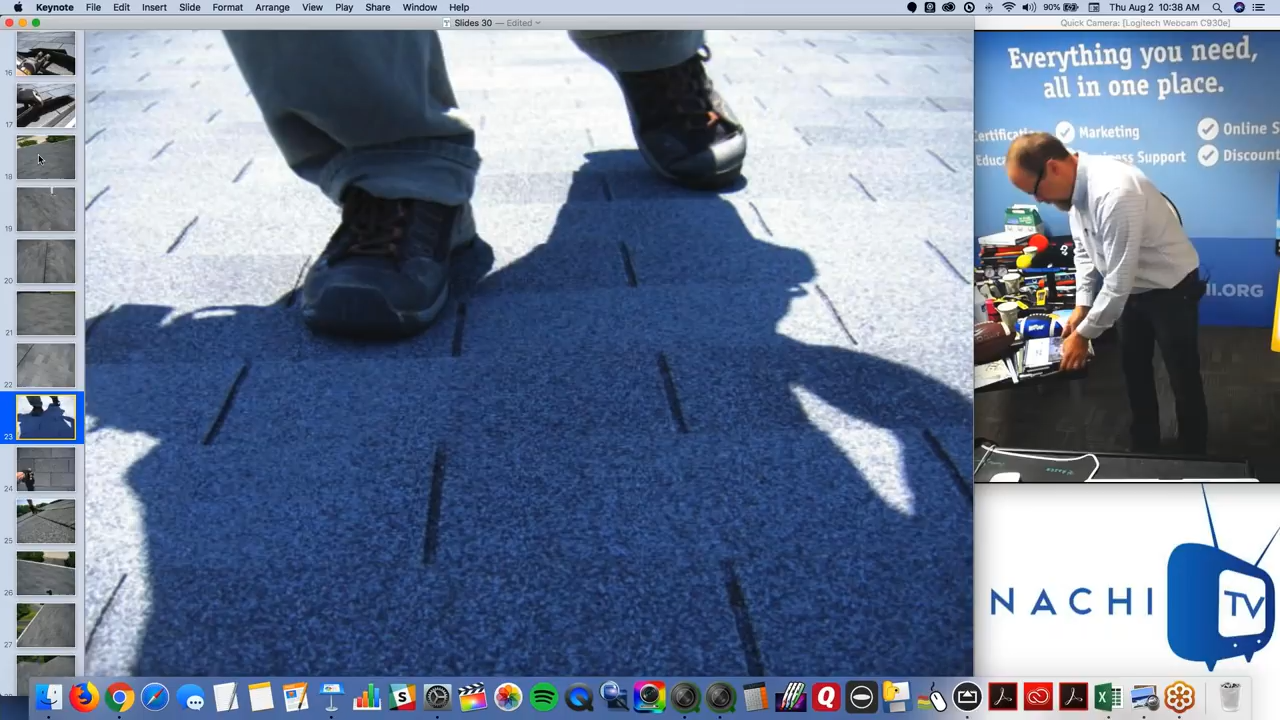 Keynote File Edit Insert Slide Format Arrange View Play Share Window Help 90% Thu Aug 2 10:38 AM
Slides 30 — Edited
Quick Camera: [Logitech Webcam C930e]
16
17
18
19
20
21
22
23
24
25
26
27
Everything you need,
all in one place.
Marketing Online S
Support Discount
I.ORG
NACHI TV